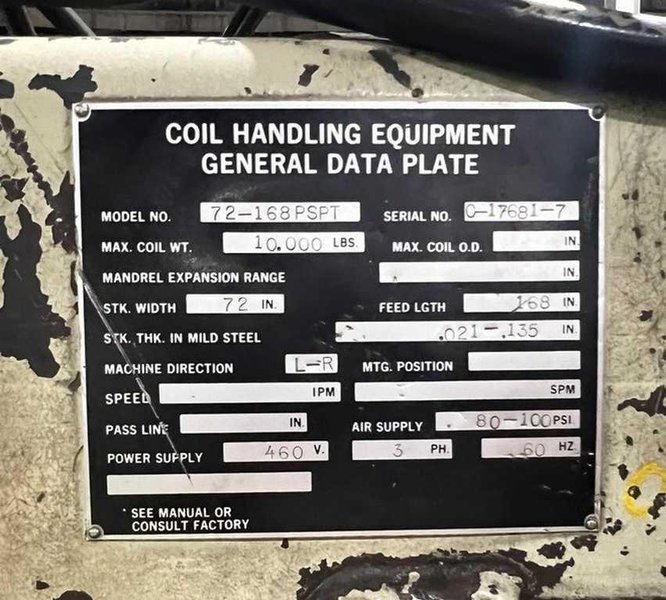 COIL HANDLING EQUIPMENT
GENERAL DATA PLATE
MODEL NO. 72-168PSPT SERIAL NO. C-17681-7
MAX. COIL WT. 10.000 LBS. MAX. COIL O.D. IN.
MANDREL EXPANSION RANGE IN.
STK. WIDTH 72 IN. FEED LGTH 168 IN.
STK. THK. IN MILD STEEL .021-.135 IN.
MACHINE DIRECTION L-R MTG. POSITION
SPEED IPM SPM
PASS LINE IN. AIR SUPPLY 80-100 PSI.
POWER SUPPLY 460 V. 3 PH. 60 HZ.
* SEE MANUAL OR
CONSULT FACTORY